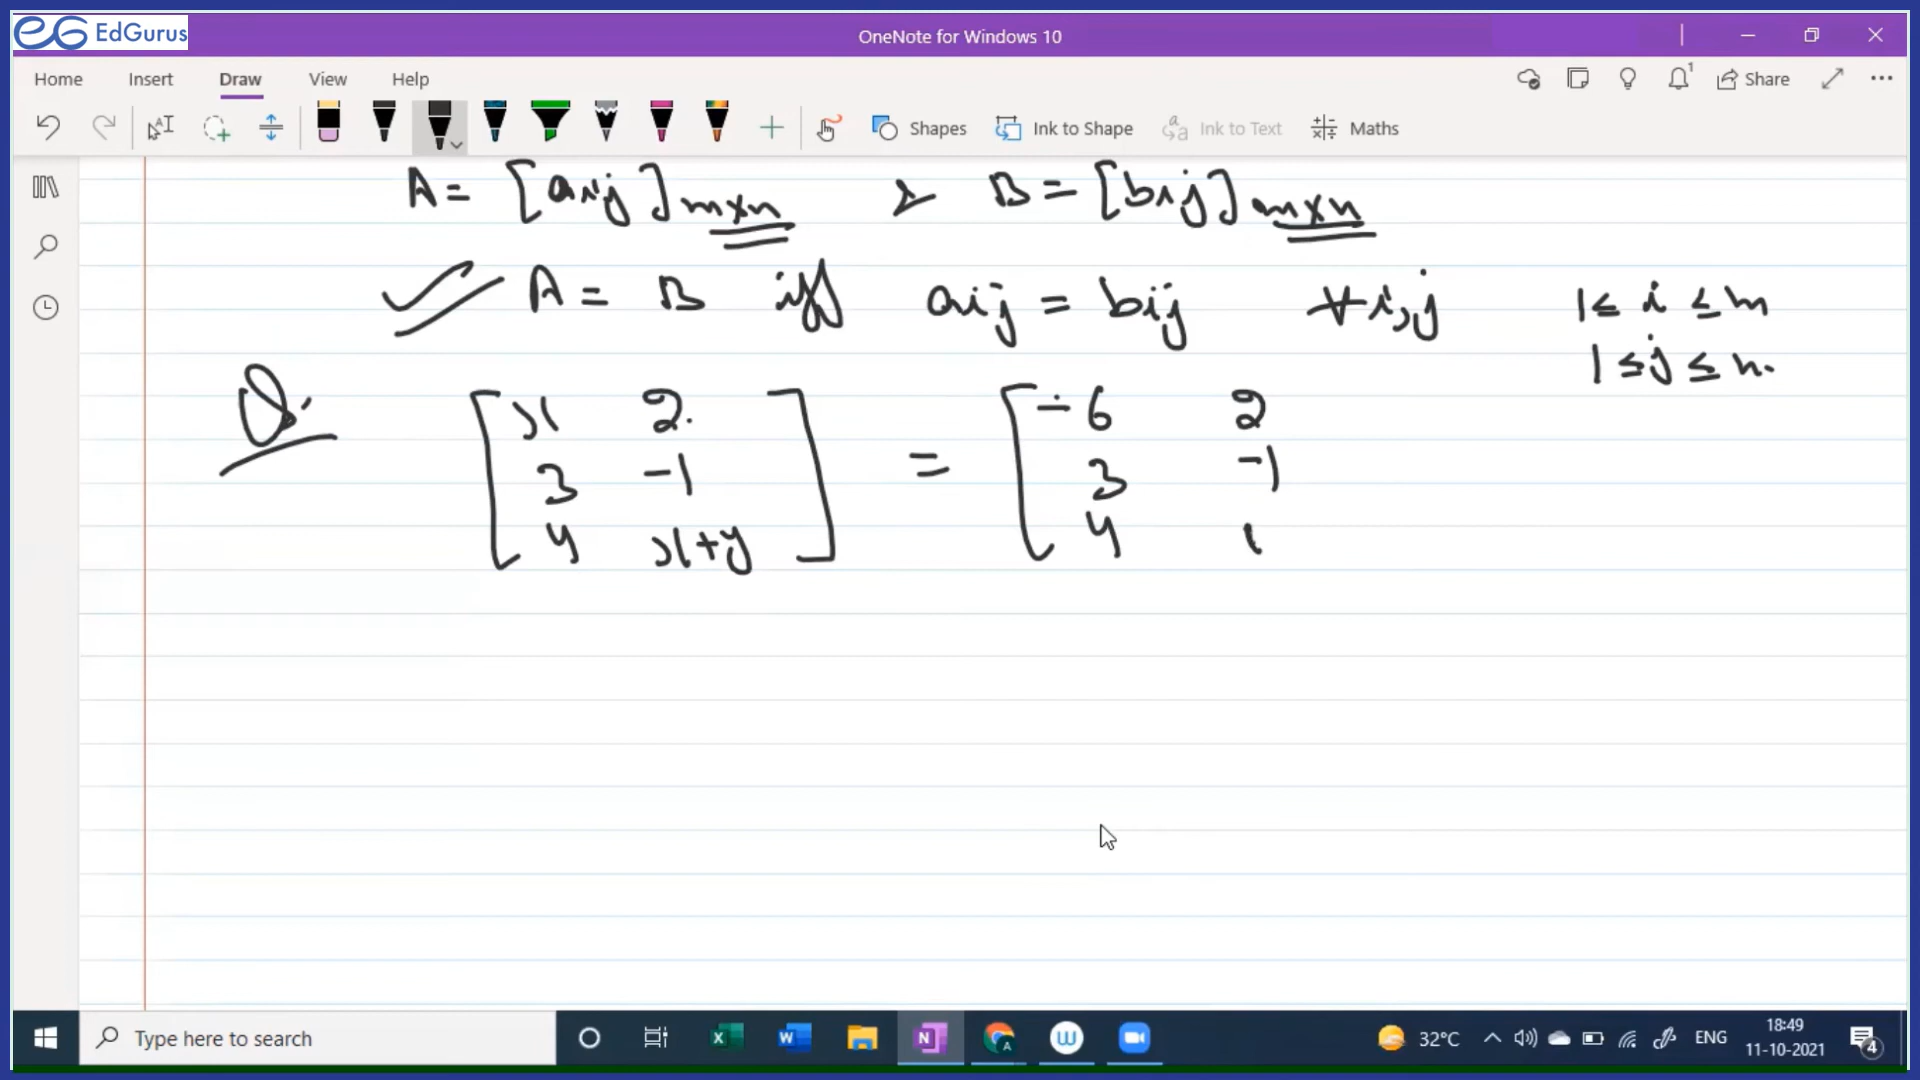 EdGurus
OneNote for Windows 10
Home Insert Draw View Help
Share
Shapes Ink to Shape Ink to Text Maths
A = [aij] m×n & B = [bij] m×n
A = B iff aij = bij ∀ i,j 1 ≤ i ≤ m
1 ≤ j ≤ n.
Q.
[ x 2 ] = [ -6 2
3 -1 3 -1
4 x+y 4 1
Type here to search
32°C ENG 18:49
11-10-2021
4